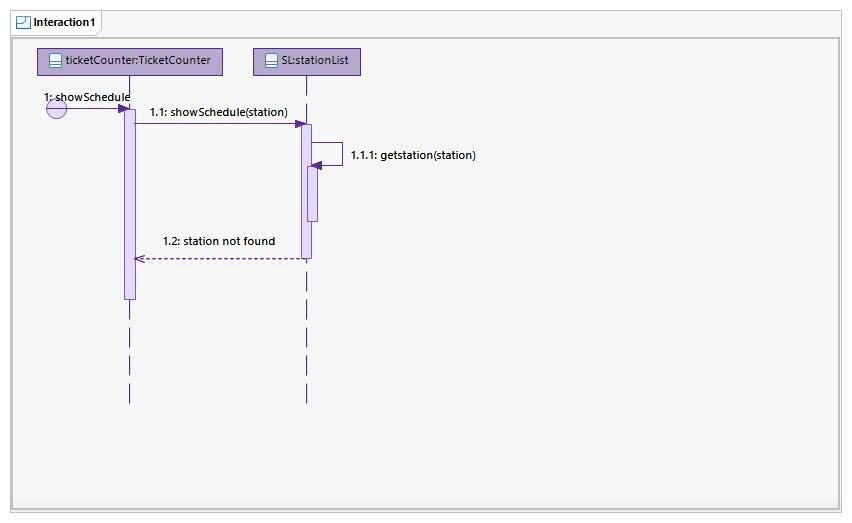 Interaction1
ticketCounter:TicketCounter
SL:stationList
1: showSchedule
1.1: showSchedule(station)
1.1.1: getstation(station)
1.2: station not found